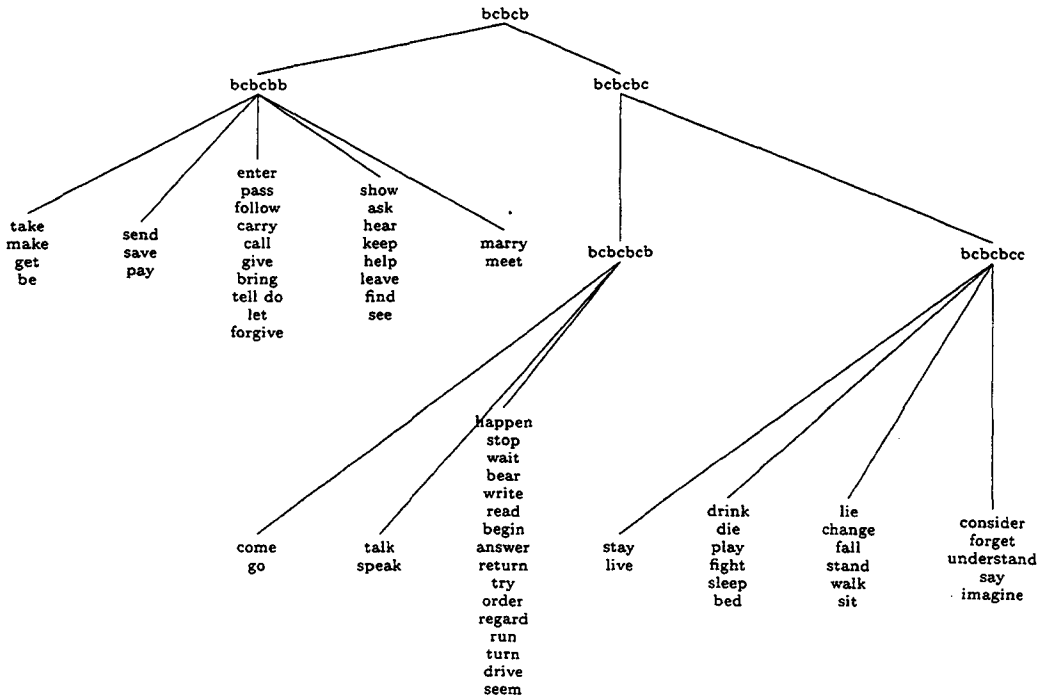 bcbcb
bcbcbb
bcbcbc
take
make
get
be
send
save
pay
enter
pass
follow
carry
call
give
bring
tell do
let
forgive
show
ask
hear
keep
help
leave
find
see
marry
meet
bcbcbcb
bcbcbcc
come
go
talk
speak
happen
stop
wait
bear
write
read
begin
answer
return
try
order
regard
run
turn
drive
seem
stay
live
drink
die
play
fight
sleep
bed
lie
change
fall
stand
walk
sit
consider
forget
understand
say
imagine